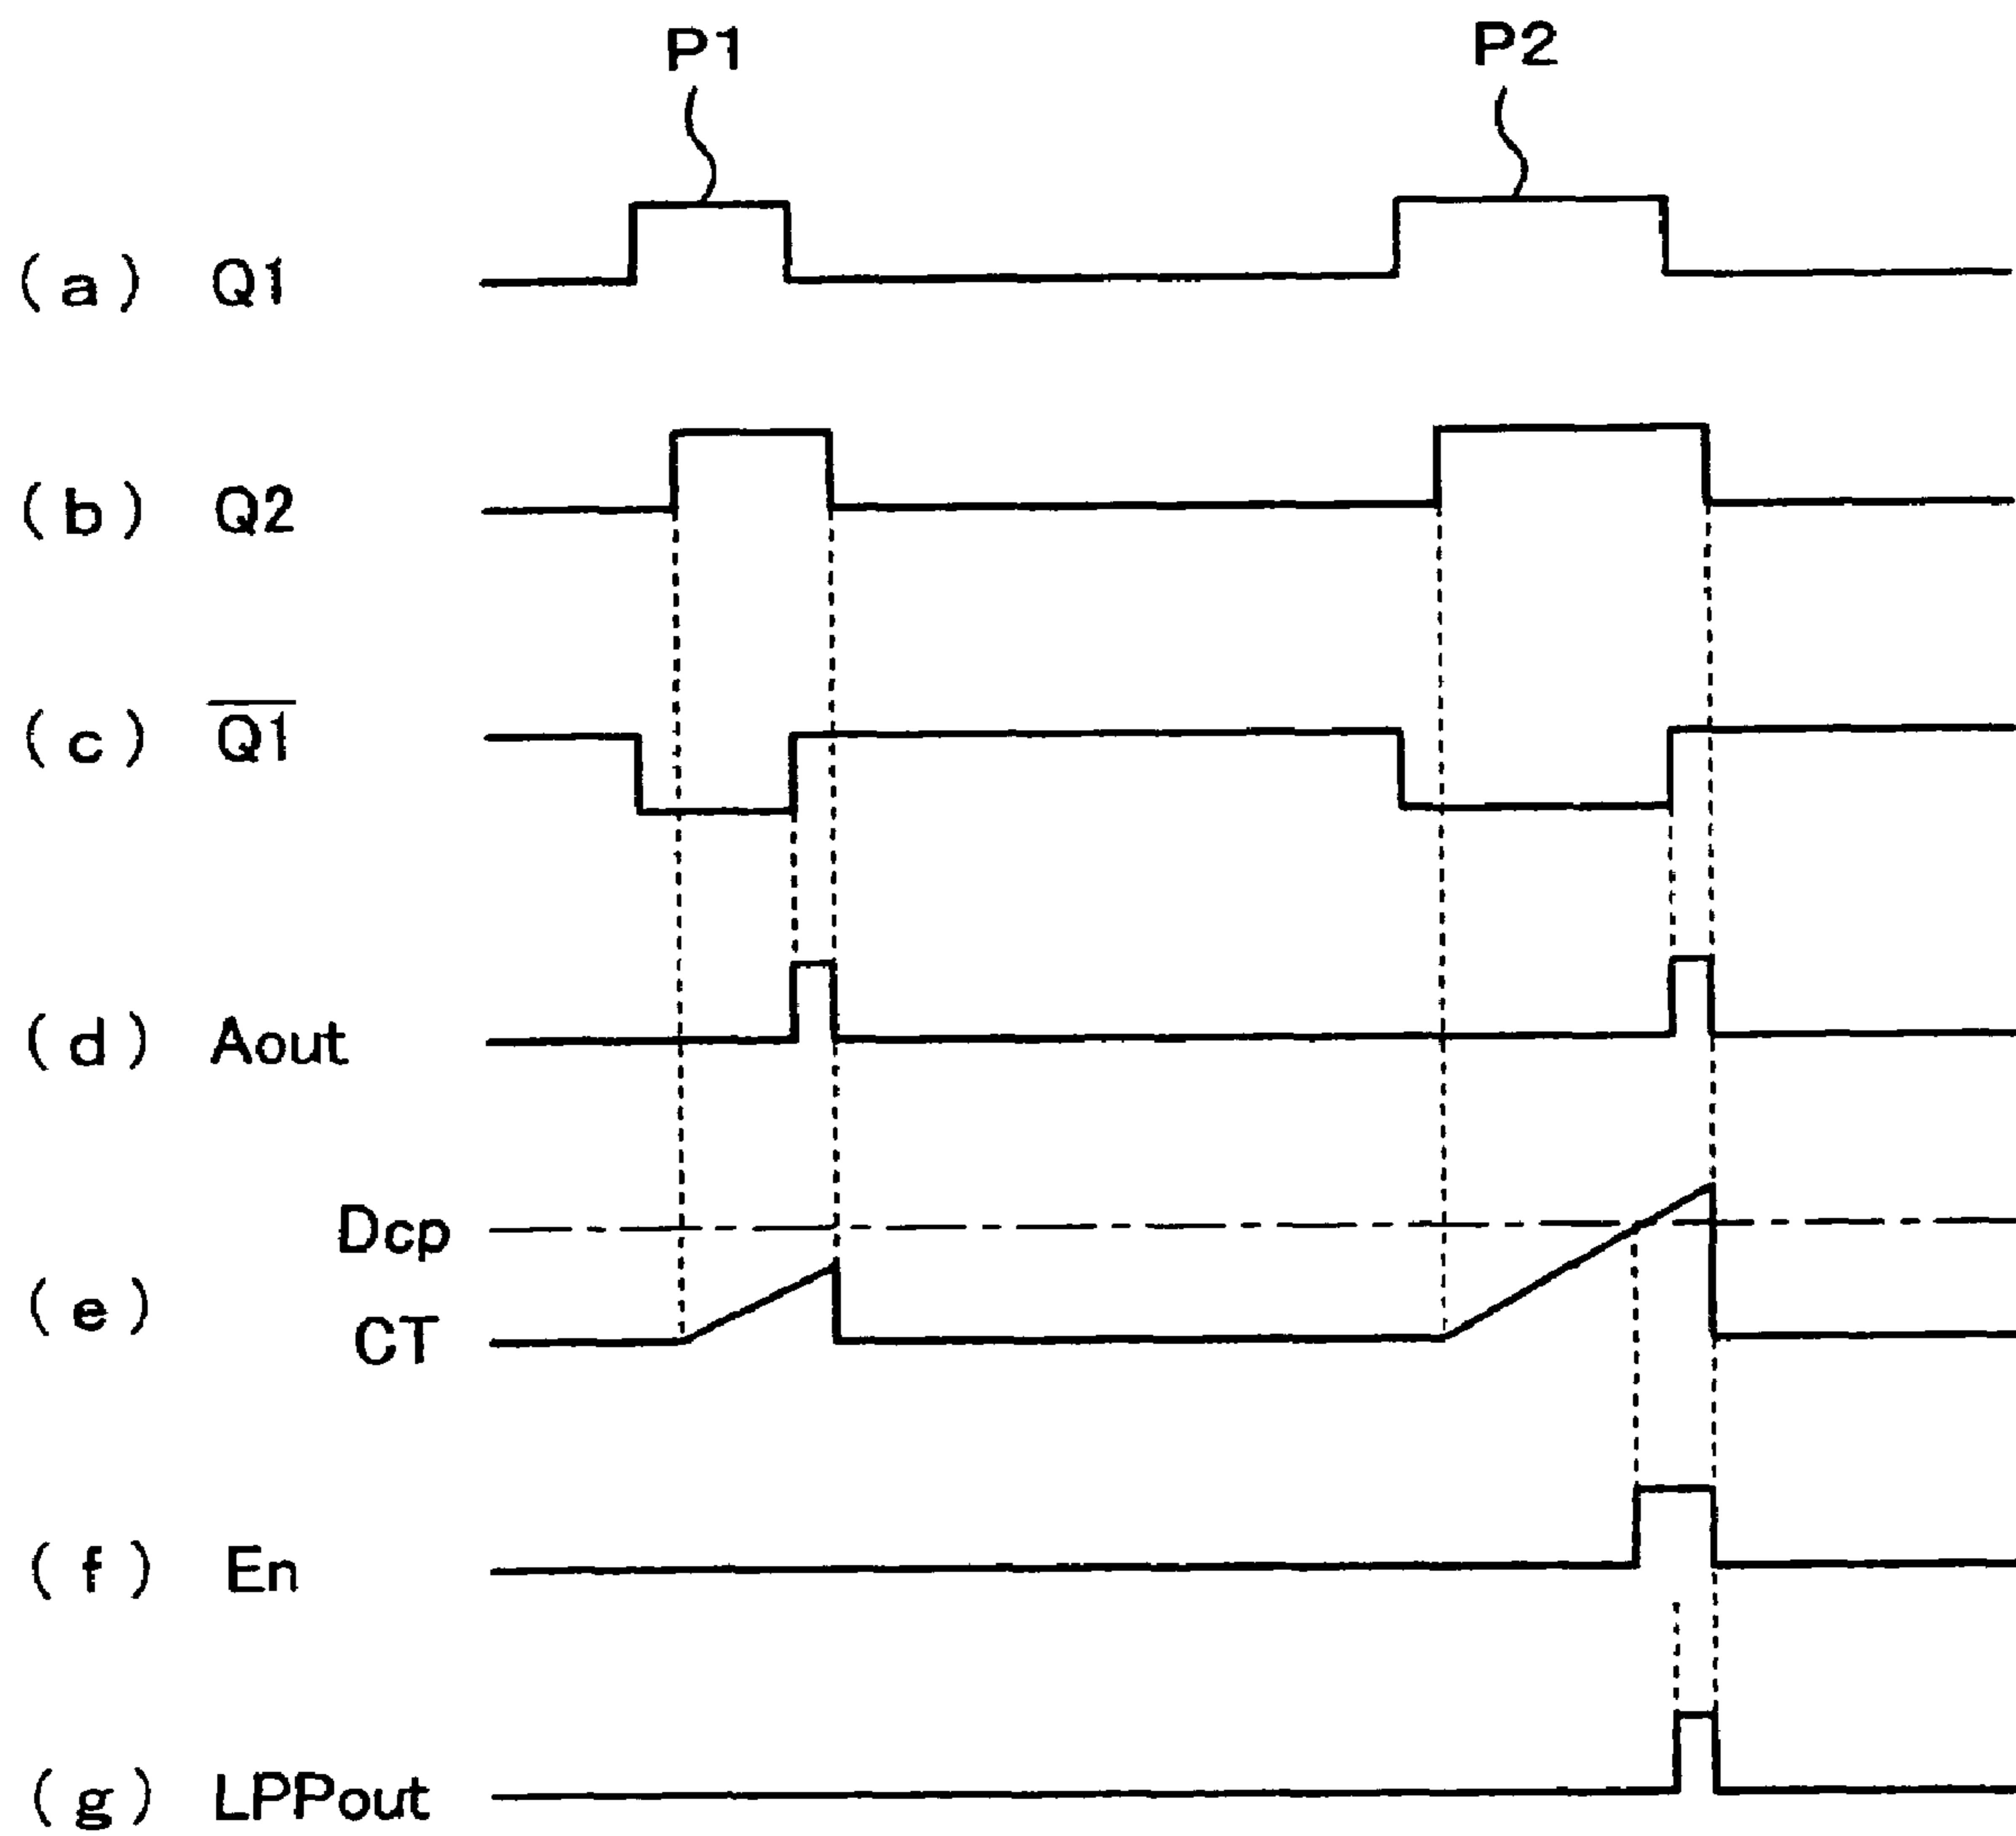 P1 P2
(a) Q1
(b) Q2
(c) Q1̅
(d) Aout
Dcp
(e)
CT
(f) En
(g) LPPout